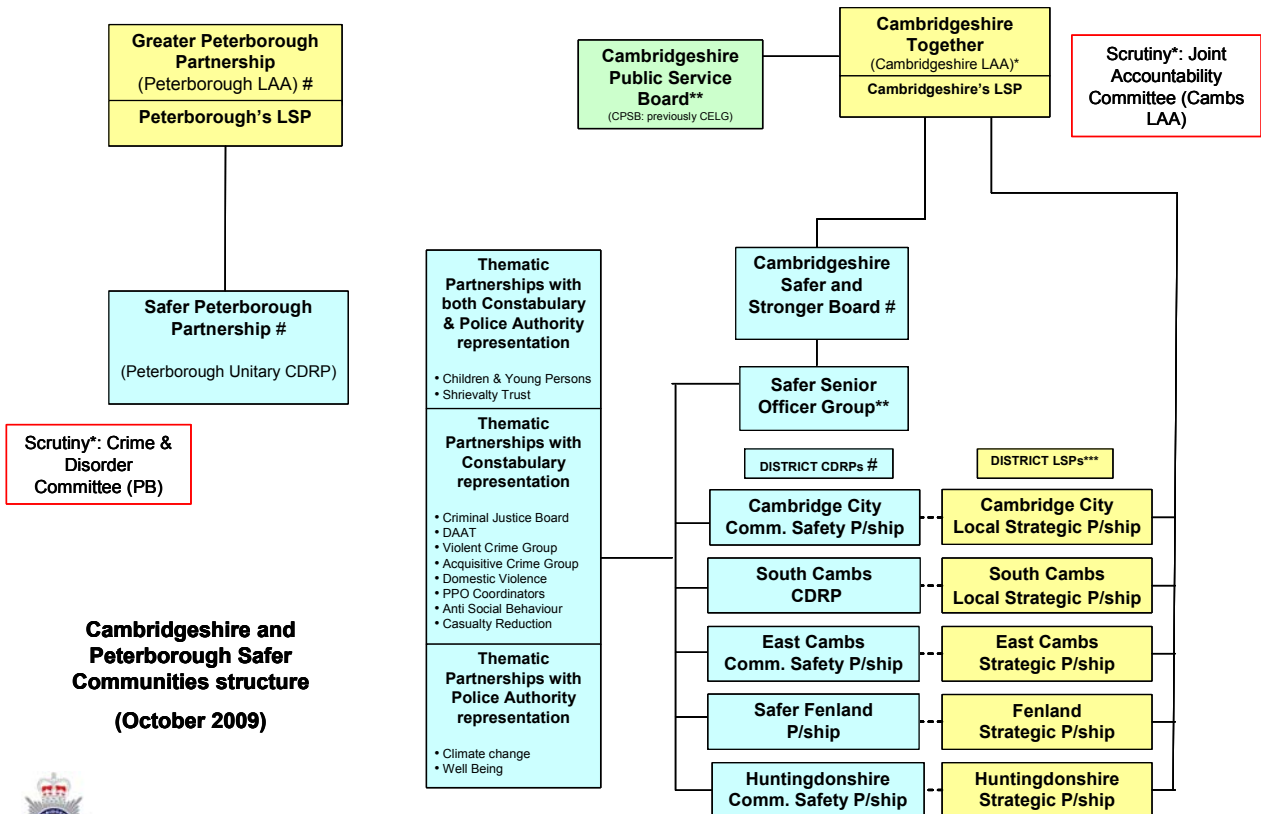 Greater Peterborough
Partnership
(Peterborough LAA) #
Peterborough's LSP
Safer Peterborough
Partnership #
(Peterborough Unitary CDRP)
Scrutiny*: Crime &
Disorder
Committee (PB)
Cambridgeshire and
Peterborough Safer
Communities structure
(October 2009)
Cambridgeshire
Public Service
Board**
(CPSB: previously CELG)
Cambridgeshire
Together
(Cambridgeshire LAA)*
Cambridgeshire's LSP
Scrutiny*: Joint
Accountability
Committee (Cambs
LAA)
Thematic
Partnerships with
both Constabulary
& Police Authority
representation
• Children & Young Persons
• Shrievalty Trust
Thematic
Partnerships with
Constabulary
representation
• Criminal Justice Board
• DAAT
• Violent Crime Group
• Acquisitive Crime Group
• Domestic Violence
• PPO Coordinators
• Anti Social Behaviour
• Casualty Reduction
Thematic
Partnerships with
Police Authority
representation
• Climate change
• Well Being
Cambridgeshire
Safer and
Stronger Board #
Safer Senior
Officer Group**
DISTRICT CDRPs #
DISTRICT LSPs***
Cambridge City
Comm. Safety P/ship
Cambridge City
Local Strategic P/ship
South Cambs
CDRP
South Cambs
Local Strategic P/ship
East Cambs
Comm. Safety P/ship
East Cambs
Strategic P/ship
Safer Fenland
P/ship
Fenland
Strategic P/ship
Huntingdonshire
Comm. Safety P/ship
Huntingdonshire
Strategic P/ship